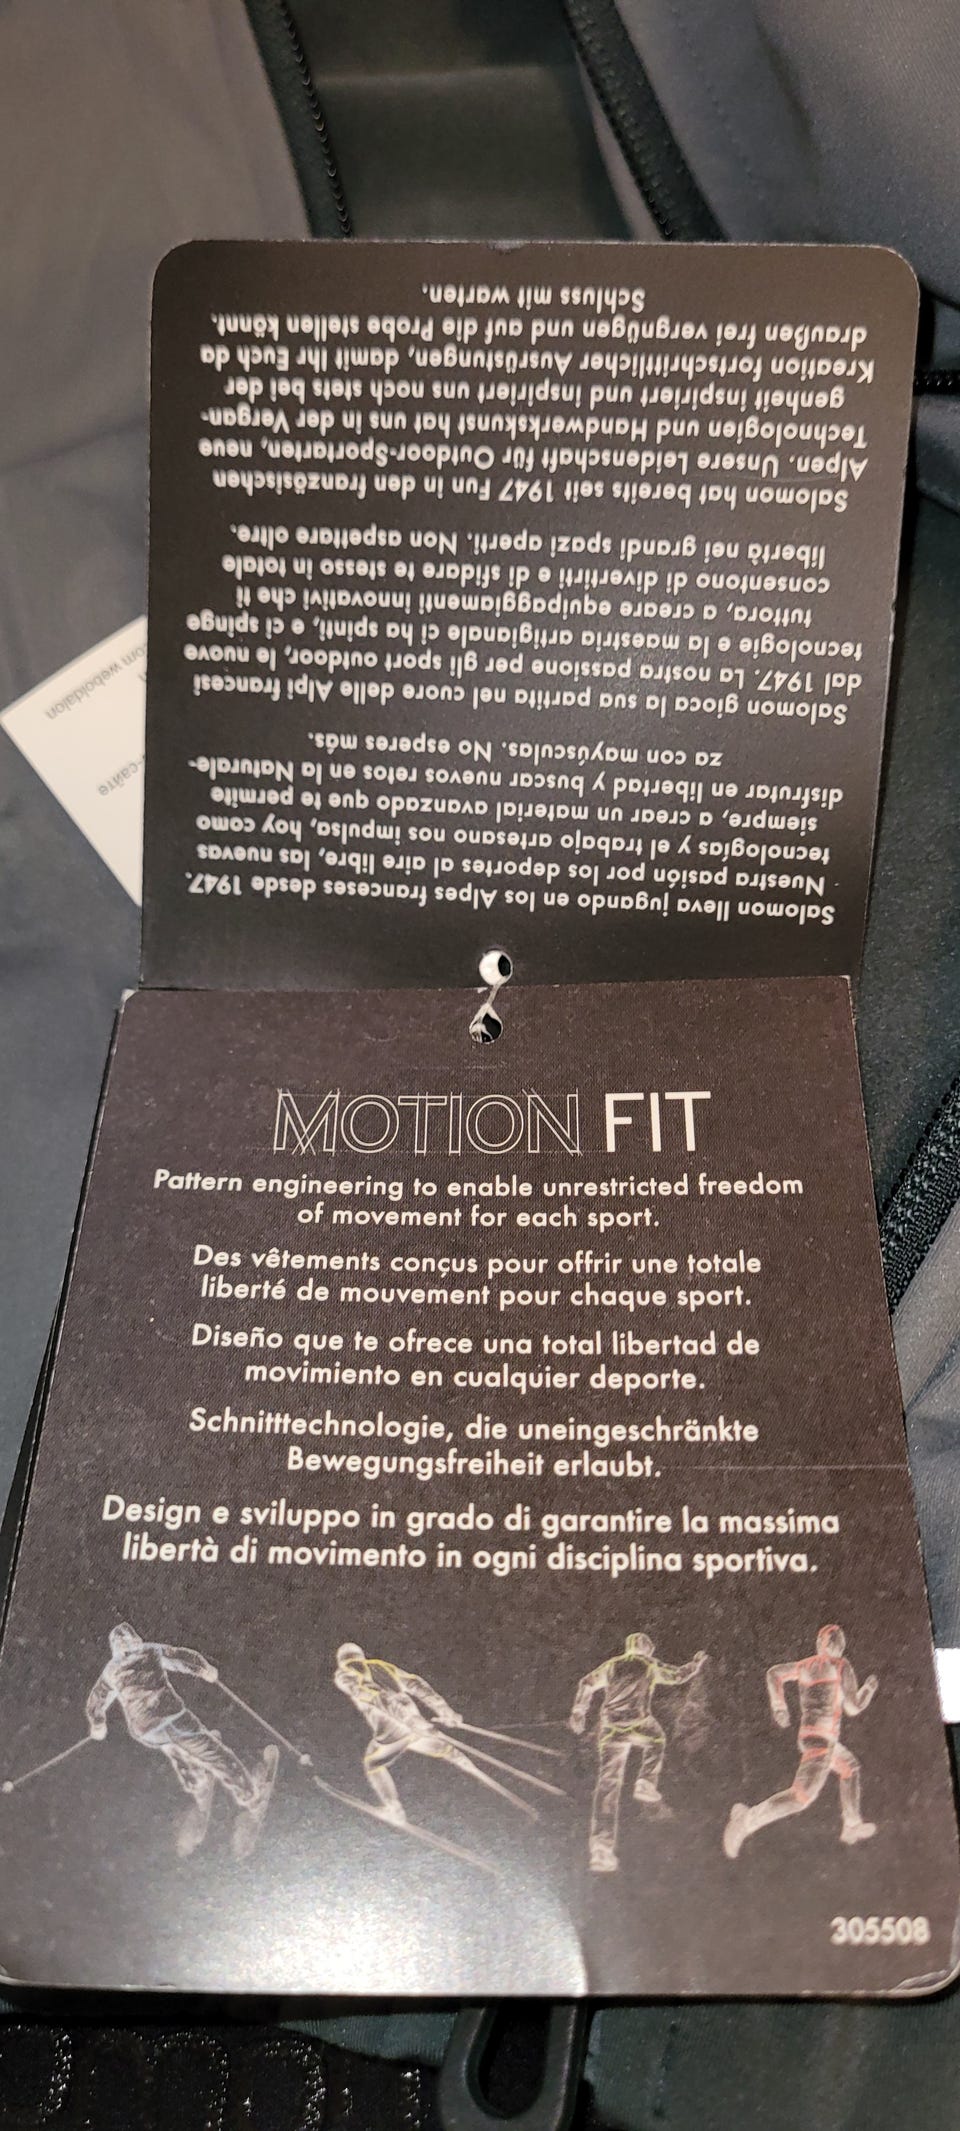 Salomon lleva jugando en los Alpes franceses desde 1947.
Nuestra pasión por los deportes al aire libre, las nuevas
tecnologías y el trabajo artesano nos impulsa, hoy como
siempre, a crear un material avanzado que te permite
disfrutar en libertad y buscar nuevos retos en la Naturale-
za con mayúsculas. No esperes más.
Salomon gioca la sua partita nel cuore delle Alpi francesi
dal 1947. La nostra passione per gli sport outdoor, le nuove
tecnologie e la maestria artigianale ci ha spinti, e ci spinge
tuttora, a creare equipaggiamenti innovativi che ti
consentono di divertirti e di sfidare te stesso in totale
libertà nei grandi spazi aperti. Non aspettare oltre.
Salomon hat bereits seit 1947 Fun in den französischen
Alpen. Unsere Leidenschaft für Outdoor-Sportarten, neue
Technologien und Handwerkskunst hat uns in der Vergan-
genheit inspiriert und inspiriert uns noch stets bei der
Kreation fortschrittlicher Ausrüstungen, damit Ihr Euch da
draußen frei vergnügen und auf die Probe stellen könnt.
Schluss mit warten.
com weboldalon
-сайте
MOTION FIT
Pattern engineering to enable unrestricted freedom
of movement for each sport.
Des vêtements conçus pour offrir une totale
liberté de mouvement pour chaque sport.
Diseño que te ofrece una total libertad de
movimiento en cualquier deporte.
Schnitttechnologie, die uneingeschränkte
Bewegungsfreiheit erlaubt.
Design e sviluppo in grado di garantire la massima
libertà di movimento in ogni disciplina sportiva.
305508